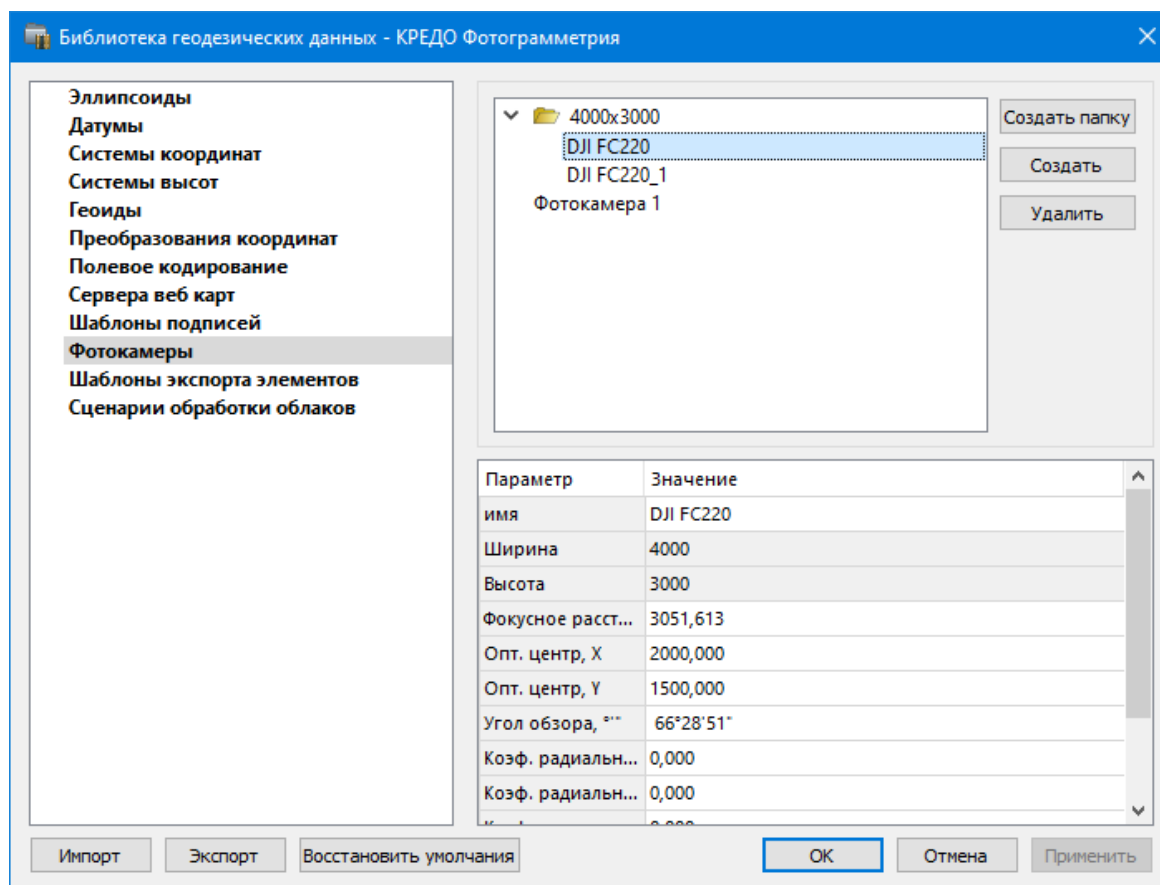 Библиотека геодезических данных - КРЕДО Фотограмметрия
Эллипсоиды
Датумы
Системы координат
Системы высот
Геоиды
Преобразования координат
Полевое кодирование
Сервера веб карт
Шаблоны подписей
Фотокамеры
Шаблоны экспорта элементов
Сценарии обработки облаков
4000x3000
DJI FC220
DJI FC220_1
Фотокамера 1
Создать папку
Создать
Удалить
Параметр Значение
имя DJI FC220
Ширина 4000
Высота 3000
Фокусное расст... 3051,613
Опт. центр, X 2000,000
Опт. центр, Y 1500,000
Угол обзора, °'" 66°28'51"
Коэф. радиальн... 0,000
Коэф. радиальн... 0,000
Импорт Экспорт Восстановить умолчания OK Отмена Применить